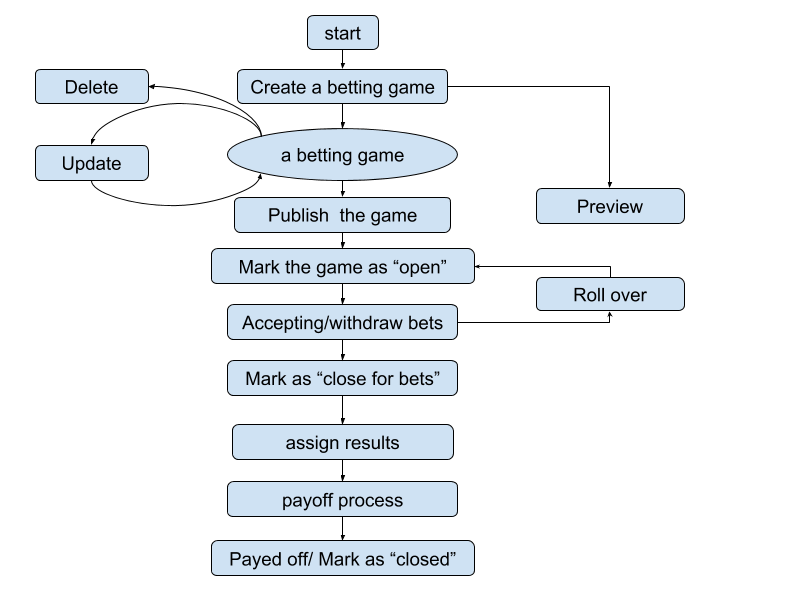 start
Delete
Create a betting game
Update
a betting game
Publish  the game
Preview
Mark the game as “open”
Roll over
Accepting/withdraw bets
Mark as “close for bets”
assign results
payoff process
Payed off/ Mark as “closed”